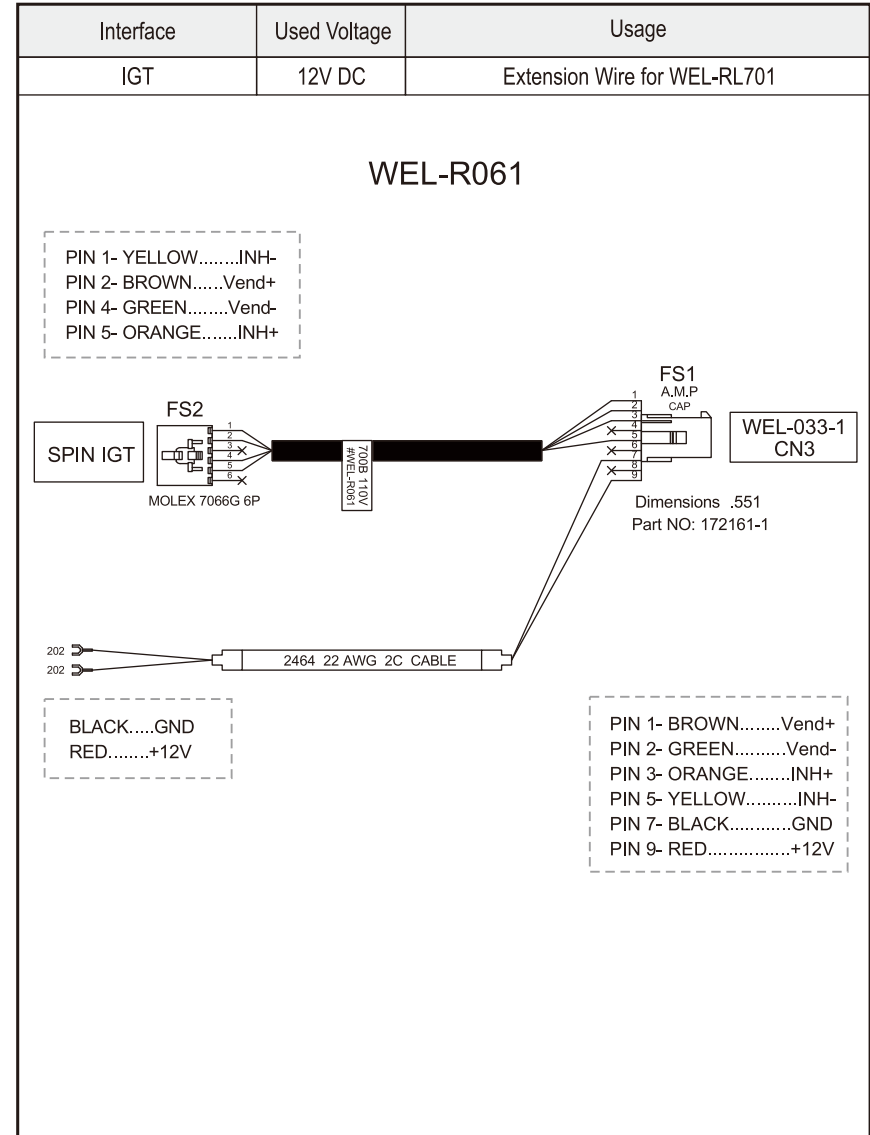 Interface Used Voltage Usage
IGT 12V DC Extension Wire for WEL-RL701
WEL-R061
PIN 1- YELLOW........INH-
PIN 2- BROWN......Vend+
PIN 4- GREEN........Vend-
PIN 5- ORANGE.......INH+
FS2
SPIN IGT
1
2
3
4
5
6
MOLEX 7066G 6P
700B 110V
#WEL-R061
FS1
A.M.P
CAP
1
2
3
4
5
6
7
8
9
WEL-033-1
CN3
Dimensions .551
Part NO: 172161-1
202
202
2464 22 AWG 2C CABLE
BLACK.....GND
RED........+12V
PIN 1- BROWN........Vend+
PIN 2- GREEN..........Vend-
PIN 3- ORANGE........INH+
PIN 5- YELLOW..........INH-
PIN 7- BLACK............GND
PIN 9- RED................+12V